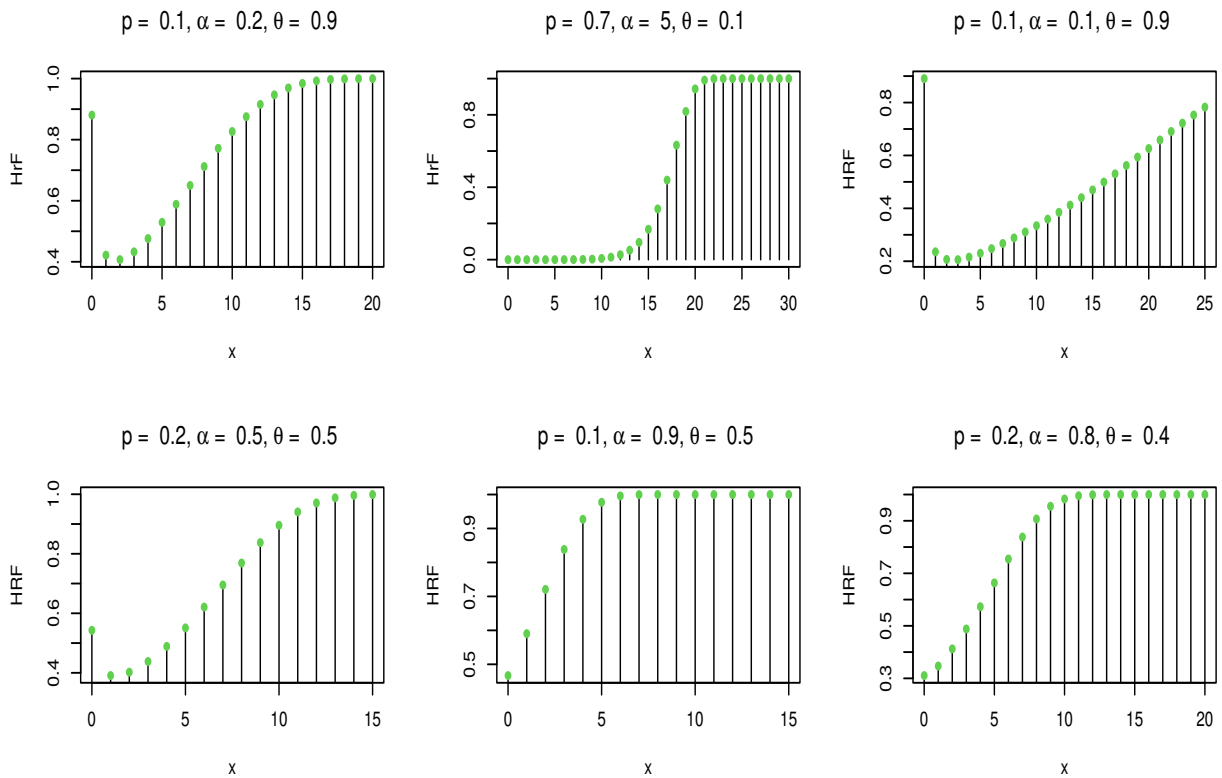 p = 0.1, α = 0.2, θ = 0.9
HrF
0.4 0.6 0.8 1.0
0 5 10 15 20
x
p = 0.7, α = 5, θ = 0.1
HrF
0.0 0.4 0.8
0 5 10 15 20 25 30
x
p = 0.1, α = 0.1, θ = 0.9
HRF
0.2 0.4 0.6 0.8
0 5 10 15 20 25
x
p = 0.2, α = 0.5, θ = 0.5
HRF
0.4 0.6 0.8 1.0
0 5 10 15
x
p = 0.1, α = 0.9, θ = 0.5
HRF
0.5 0.7 0.9
0 5 10 15
x
p = 0.2, α = 0.8, θ = 0.4
HRF
0.3 0.5 0.7 0.9
0 5 10 15 20
x